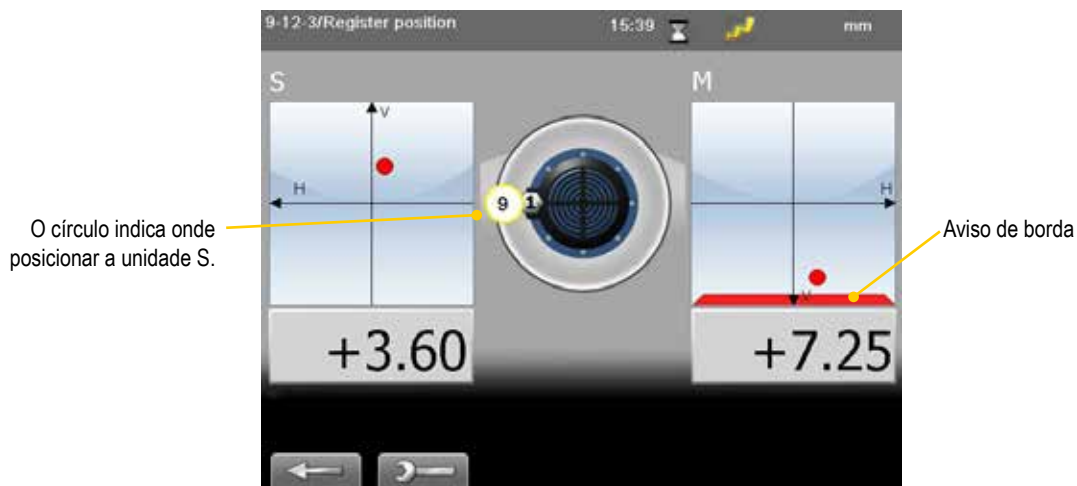 9-12-3/Register position 15:39 mm
S M
V
H H
9 1
O círculo indica onde
posicionar a unidade S.
Aviso de borda
V
+3.60 +7.25